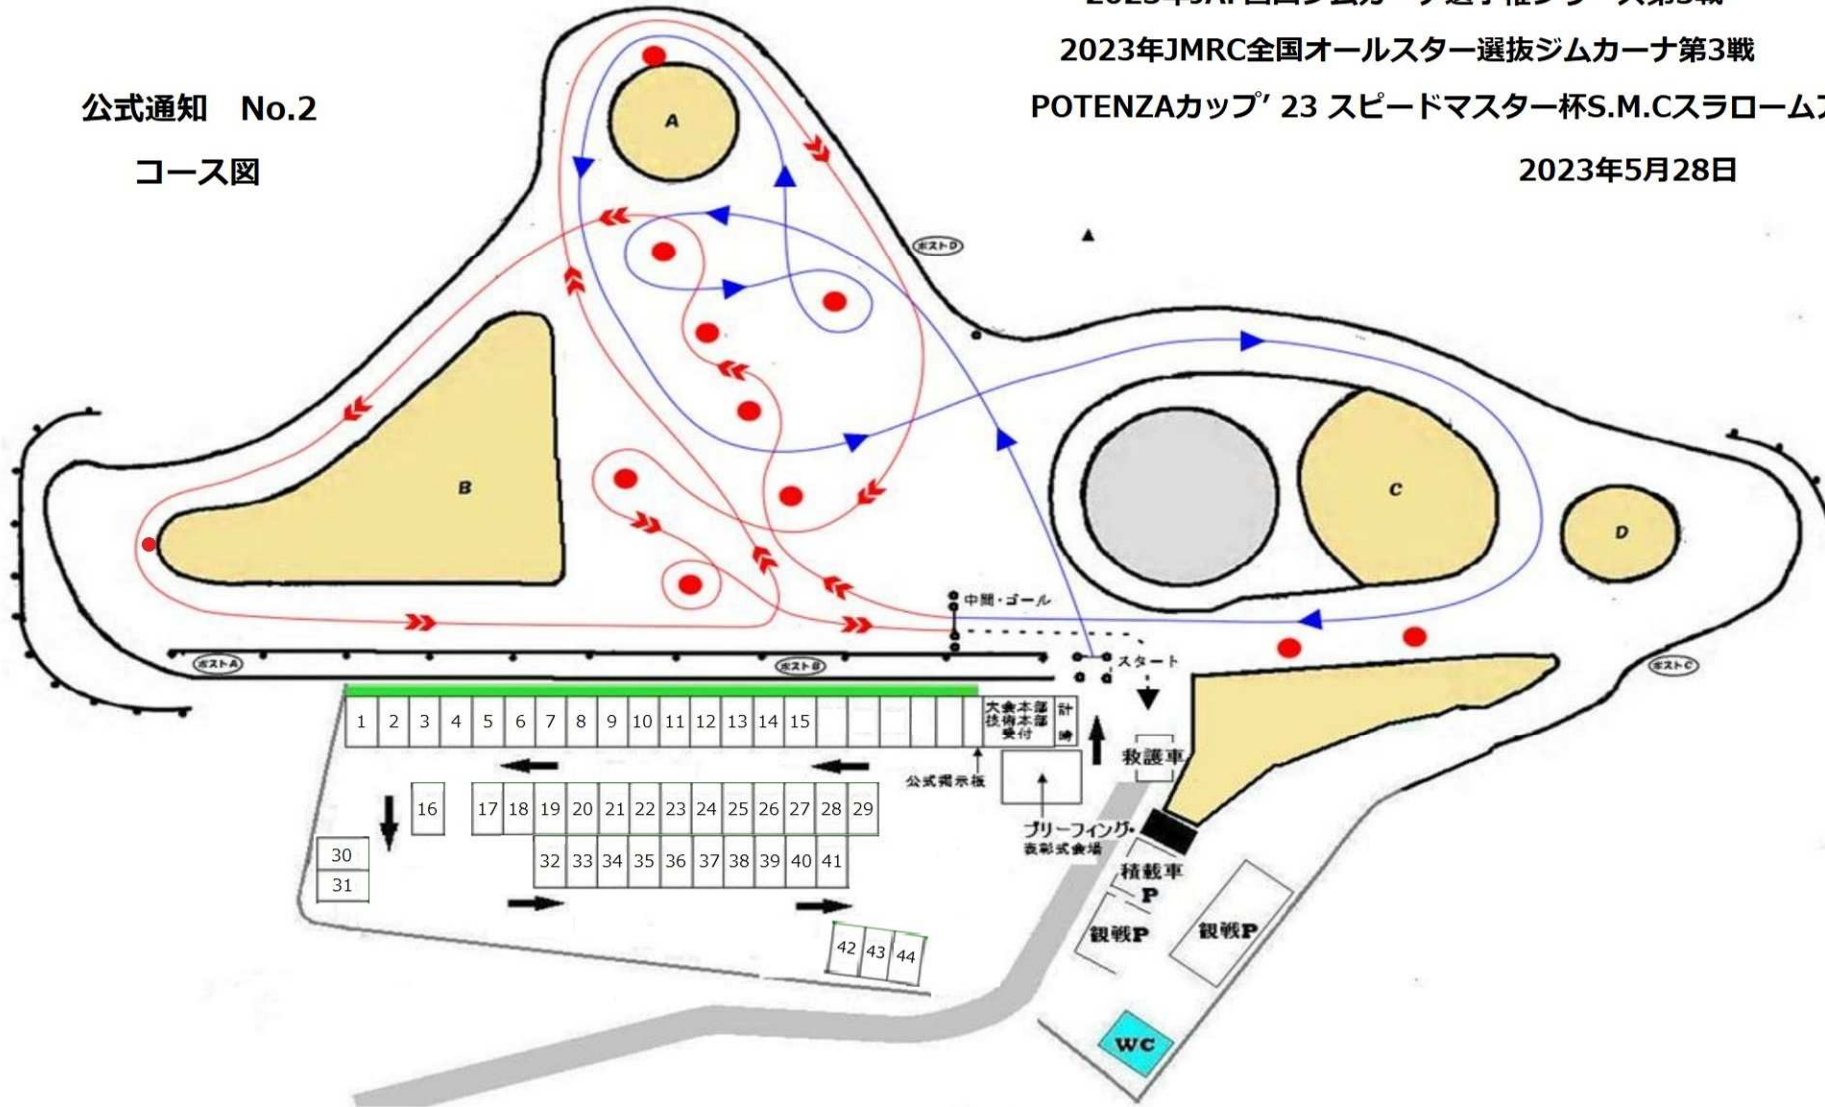 2023年JMRC全国オールスター選抜ジムカーナ第3戦
公式通知 No.2
POTENZAカップ’ 23 スピードマスター杯S.M.Cスラローム
コース図
2023年5月28日
A
ポストD
B
C
D
中間・ゴール
スタート
ポストA
ポストB
ポストC
1 2 3 4 5 6 7 8 9 10 11 12 13 14 15
大会本部
技術本部
受付
計
時
公式掲示板
救護車
16 17 18 19 20 21 22 23 24 25 26 27 28 29
ブリーフィング・
表彰式会場
30
31
32 33 34 35 36 37 38 39 40 41
積載車
P
観戦P
観戦P
42 43 44
WC